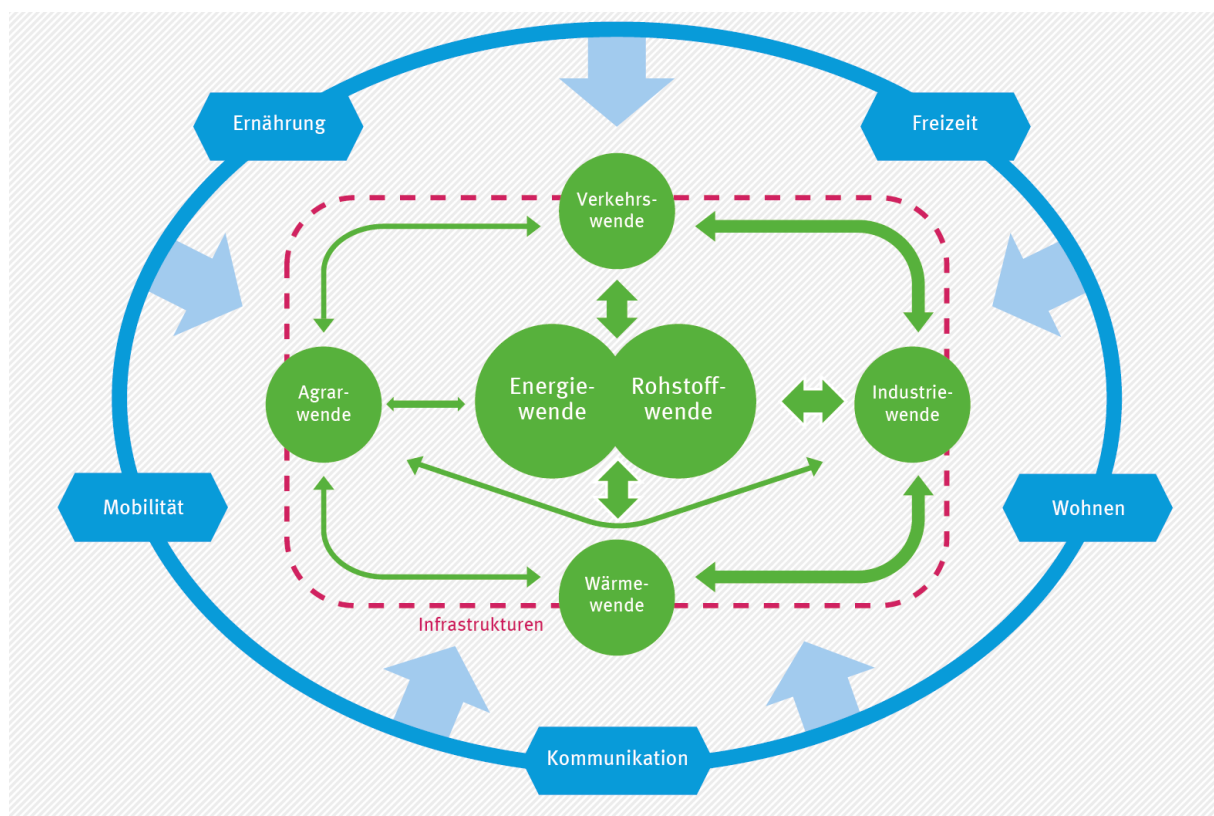 Ernährung
Freizeit
Verkehrs-
wende
Agrar-
wende
Energie-
wende
Rohstoff-
wende
Industrie-
wende
Mobilität
Wohnen
Wärme-
wende
Infrastrukturen
Kommunikation